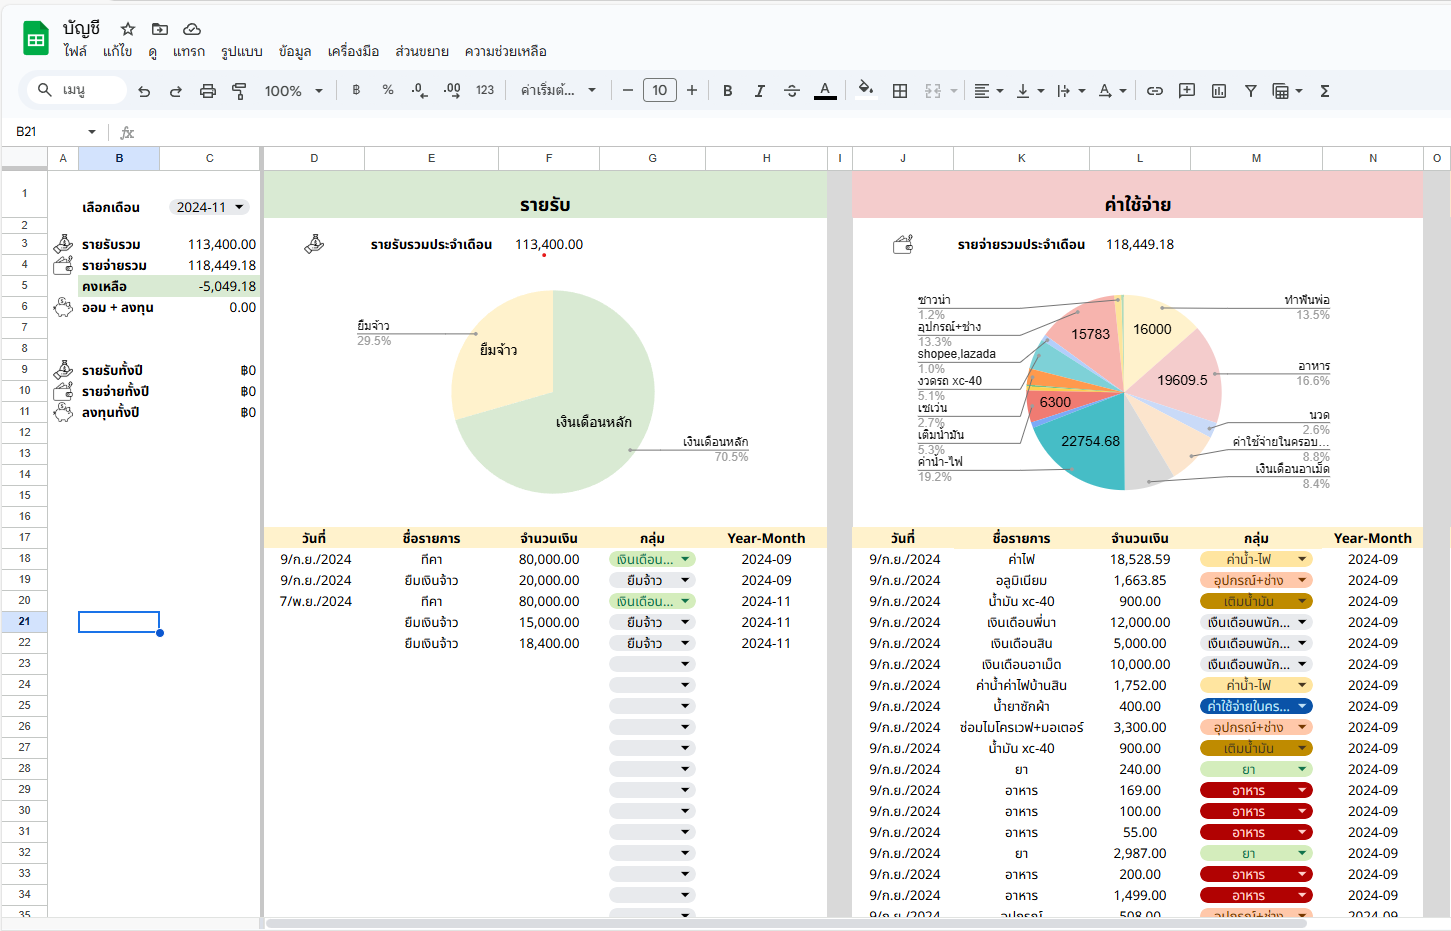 บัญชี
ไฟล์ แก้ไข ดู แทรก รูปแบบ ข้อมูล เครื่องมือ ส่วนขยาย ความช่วยเหลือ
เมนู 100% ฿ % .0 .00 123 ค่าเริ่มต้... 10 B I S A Σ
B21 fx
A B C D E F G H I J K L M N O
1 เลือกเดือน 2024-11 รายรับ ค่าใช้จ่าย
2
3 รายรับรวม 113,400.00 รายรับรวมประจำเดือน 113,400.00 รายจ่ายรวมประจำเดือน 118,449.18
4 รายจ่ายรวม 118,449.18
5 คงเหลือ -5,049.18
6 ออม + ลงทุน 0.00
7
8
9 รายรับทั้งปี ฿0
10 รายจ่ายทั้งปี ฿0
11 ลงทุนทั้งปี ฿0
12
13
14
15
16
ยืมจ้าว
29.5%
ยืมจ้าว
เงินเดือนหลัก
เงินเดือนหลัก
70.5%
ซาวน่า
1.2%
อุปกรณ์+ช่าง
13.3%
shopee,lazada
1.0%
งวดรถ xc-40
5.1%
เซเว่น
2.7%
เติมน้ำมัน
5.3%
ค่าน้ำ-ไฟ
19.2%
15783
16000
19609.5
6300
22754.68
ทำฟันพ่อ
13.5%
อาหาร
16.6%
นวด
2.6%
ค่าใช้จ่ายในครอบ...
8.8%
เงินเดือนอาเม็ด
8.4%
17 วันที่ ชื่อรายการ จำนวนเงิน กลุ่ม Year-Month วันที่ ชื่อรายการ จำนวนเงิน กลุ่ม Year-Month
18 9/ก.ย./2024 ทีคา 80,000.00 เงินเดือน... 2024-09 9/ก.ย./2024 ค่าไฟ 18,528.59 ค่าน้ำ-ไฟ 2024-09
19 9/ก.ย./2024 ยืมเงินจ้าว 20,000.00 ยืมจ้าว 2024-09 9/ก.ย./2024 อลูมิเนียม 1,663.85 อุปกรณ์+ช่าง 2024-09
20 7/พ.ย./2024 ทีคา 80,000.00 เงินเดือน... 2024-11 9/ก.ย./2024 น้ำมัน xc-40 900.00 เติมน้ำมัน 2024-09
21 ยืมเงินจ้าว 15,000.00 ยืมจ้าว 2024-11 9/ก.ย./2024 เงินเดือนพี่นา 12,000.00 เงินเดือนพนัก... 2024-09
22 ยืมเงินจ้าว 18,400.00 ยืมจ้าว 2024-11 9/ก.ย./2024 เงินเดือนสิน 5,000.00 เงินเดือนพนัก... 2024-09
23 9/ก.ย./2024 เงินเดือนอาเม็ด 10,000.00 เงินเดือนพนัก... 2024-09
24 9/ก.ย./2024 ค่าน้ำค่าไฟบ้านสิน 1,752.00 ค่าน้ำ-ไฟ 2024-09
25 9/ก.ย./2024 น้ำยาซักผ้า 400.00 ค่าใช้จ่ายในคร... 2024-09
26 9/ก.ย./2024 ซ่อมไมโครเวฟ+มอเตอร์ 3,300.00 อุปกรณ์+ช่าง 2024-09
27 9/ก.ย./2024 น้ำมัน xc-40 900.00 เติมน้ำมัน 2024-09
28 9/ก.ย./2024 ยา 240.00 ยา 2024-09
29 9/ก.ย./2024 อาหาร 169.00 อาหาร 2024-09
30 9/ก.ย./2024 อาหาร 100.00 อาหาร 2024-09
31 9/ก.ย./2024 อาหาร 55.00 อาหาร 2024-09
32 9/ก.ย./2024 ยา 2,987.00 ยา 2024-09
33 9/ก.ย./2024 อาหาร 200.00 อาหาร 2024-09
34 9/ก.ย./2024 อาหาร 1,499.00 อาหาร 2024-09
35 9/ก.ย./2024 อุปกรณ์ 508.00 อุปกรณ์+ช่าง 2024-09